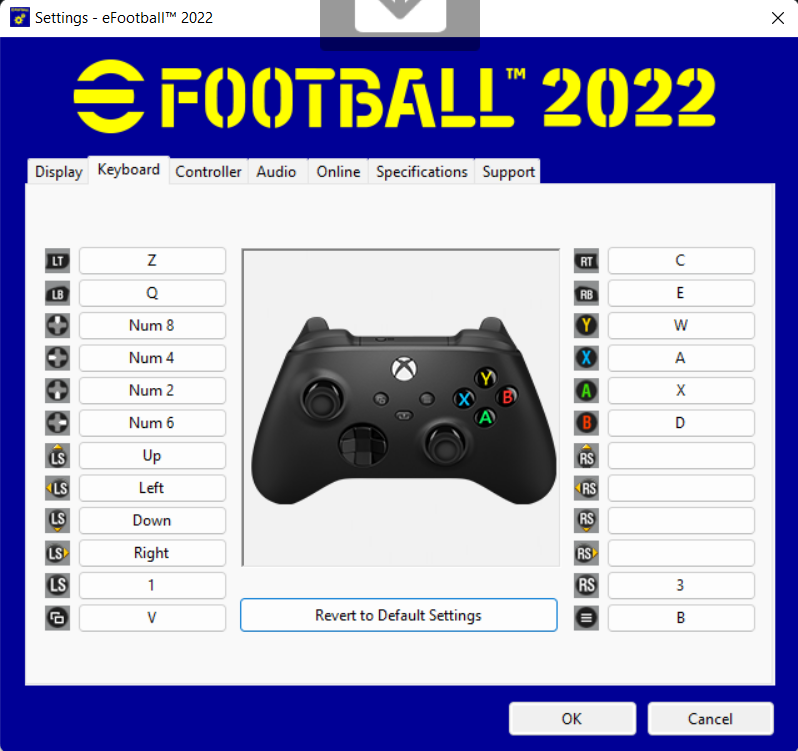 Settings - eFootball™ 2022
FOOTBALL™ 2022
Display Keyboard Controller Audio Online Specifications Support
LT Z RT C
LB Q RB E
Num 8 Y W
Num 4 X A
Num 2 A X
Num 6 B D
LS Up RS
LS Left RS
LS Down RS
LS Right RS
LS 1 RS 3
V B
Y
X B
A
Revert to Default Settings
OK Cancel